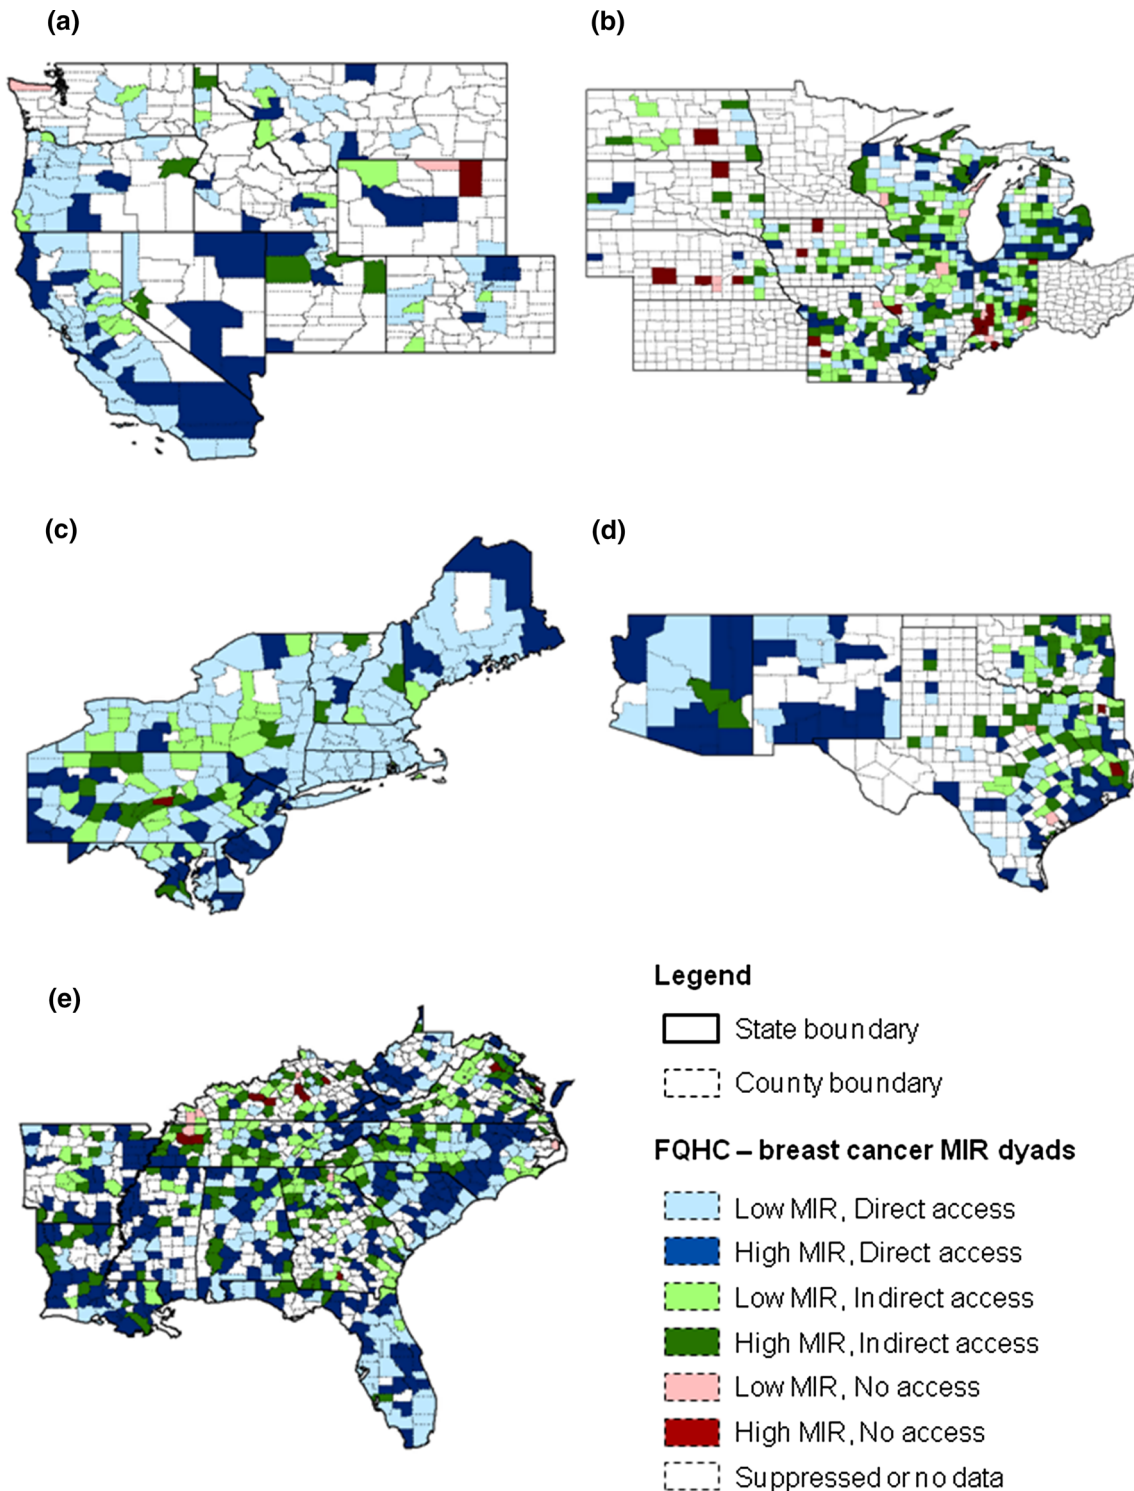 (a)
(b)
(c)
(d)
(e)
Legend
State boundary
County boundary
FQHC – breast cancer MIR dyads
Low MIR, Direct access
High MIR, Direct access
Low MIR, Indirect access
High MIR, Indirect access
Low MIR, No access
High MIR, No access
Suppressed or no data